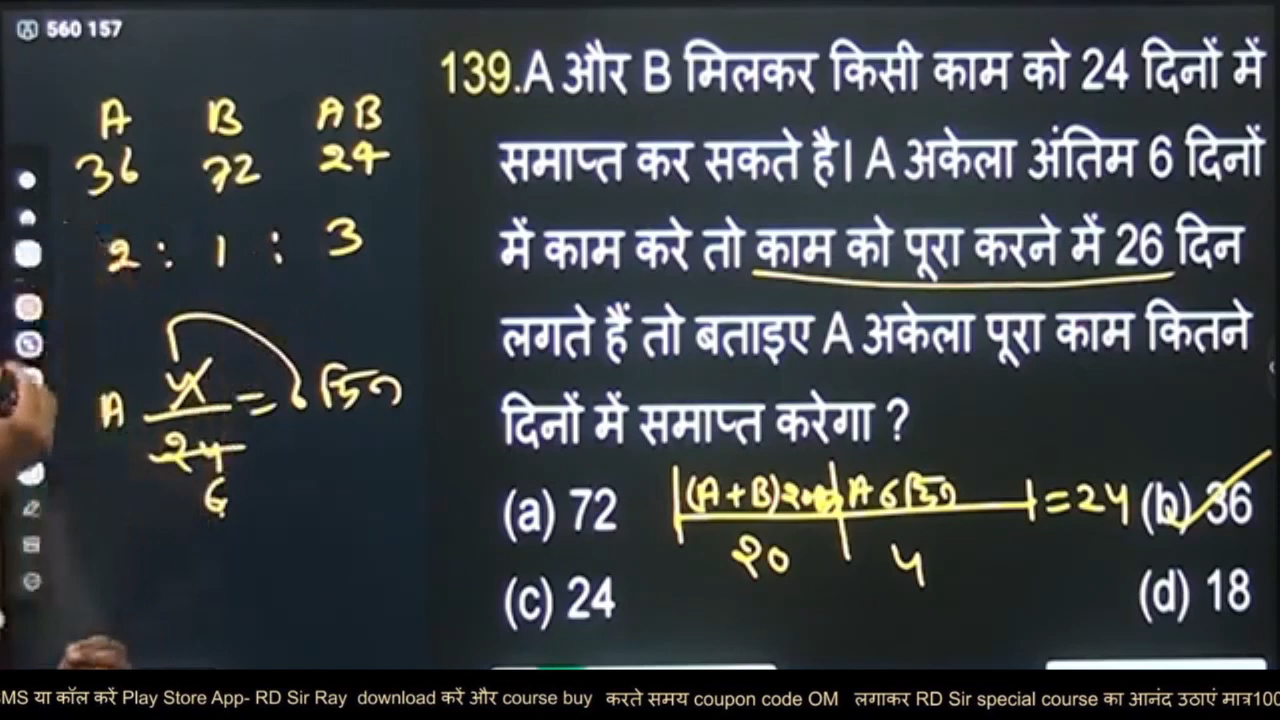 560 157
139.A और B मिलकर किसी काम को 24 दिनों में
समाप्त कर सकते है। A अकेला अंतिम 6 दिनों
में काम करे तो काम को पूरा करने में 26 दिन
लगते हैं तो बताइए A अकेला पूरा काम कितने
दिनों में समाप्त करेगा ?
(a) 72
(b) 36
(c) 24
(d) 18
A B AB
36 72 24
2 : 1 : 3
A
= 6 दिन
24
6
(A+B) A 6 दिन = 24
20
MS या कॉल करें Play Store App- RD Sir Ray download करें और course buy करते समय coupon code OM लगाकर RD Sir special course का आनंद उठाएं मात्र100